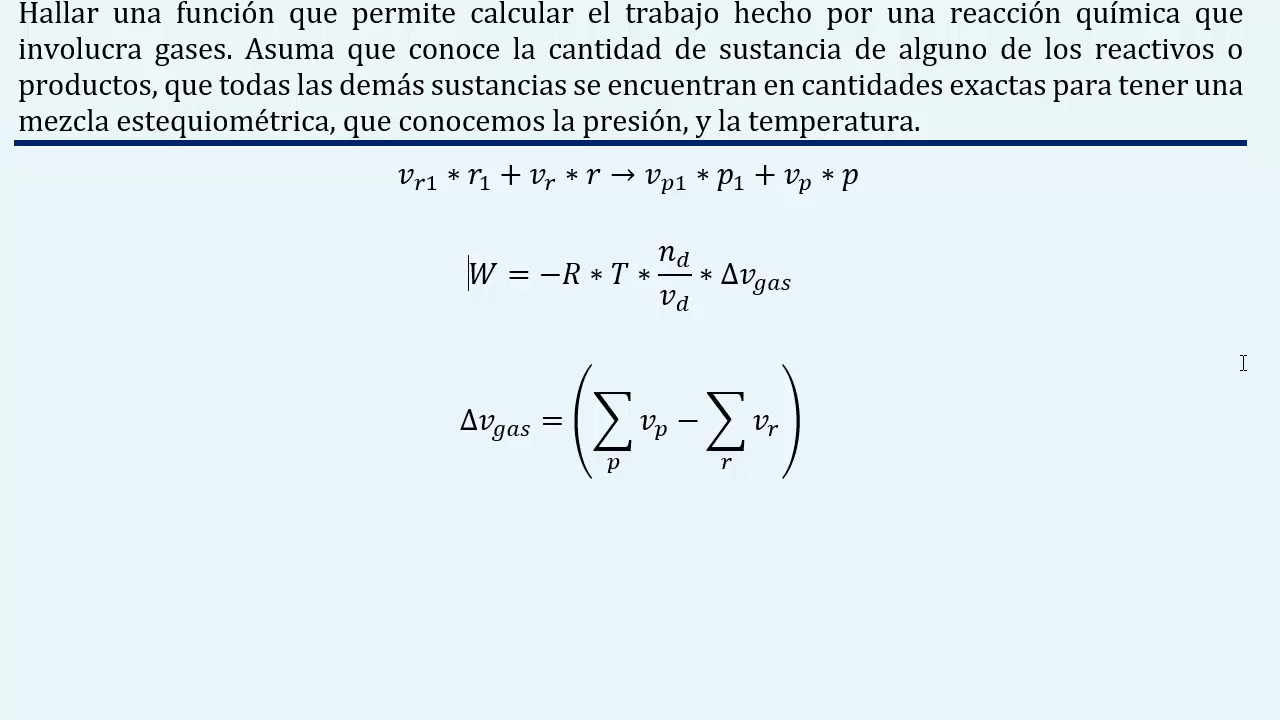 Hallar una función que permite calcular el trabajo hecho por una reacción química que
involucra gases. Asuma que conoce la cantidad de sustancia de alguno de los reactivos o
productos, que todas las demás sustancias se encuentran en cantidades exactas para tener una
mezcla estequiométrica, que conocemos la presión, y la temperatura.
v_{r1} * r_1 + v_r * r → v_{p1} * p_1 + v_p * p
W = −R * T * \frac{n_d}{v_d} * Δv_{gas}
Δv_{gas} = (∑_p v_p − ∑_r v_r)